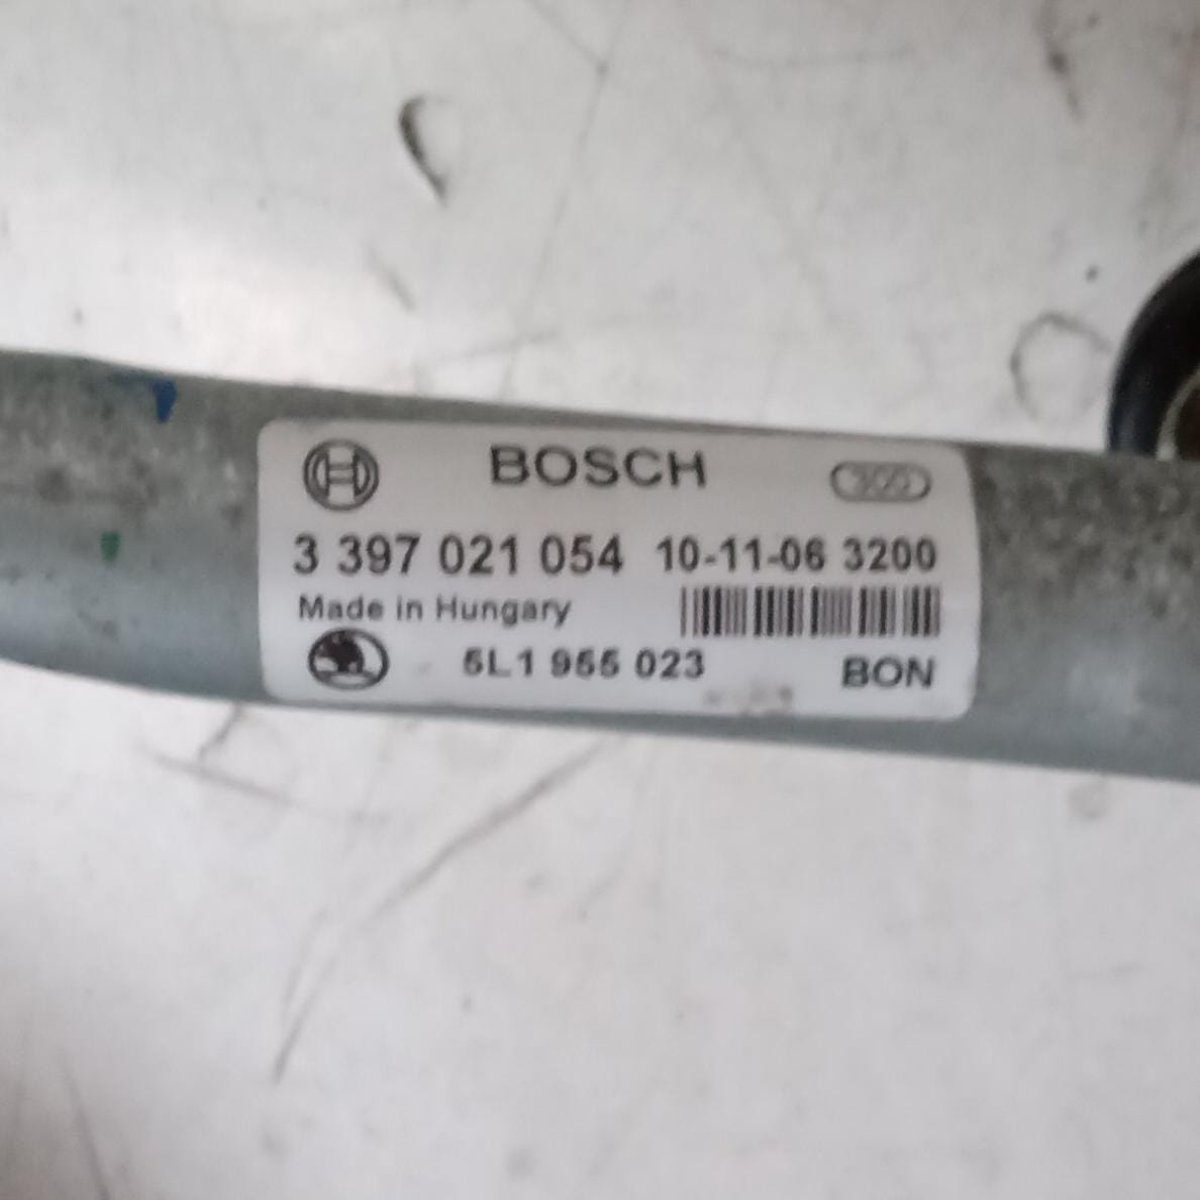 BOSCH
3 397 021 054 10-11-06 3200
Made in Hungary
5L1 955 023 BON